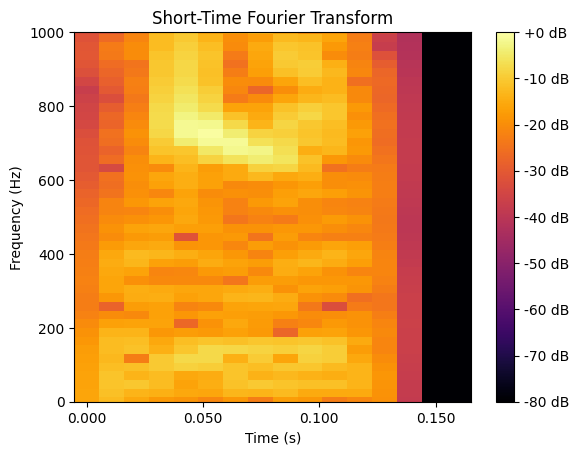 Short-Time Fourier Transform
1000
800
600
400
200
0
Frequency (Hz)
0.000
0.050
0.100
0.150
Time (s)
+0 dB
-10 dB
-20 dB
-30 dB
-40 dB
-50 dB
-60 dB
-70 dB
-80 dB